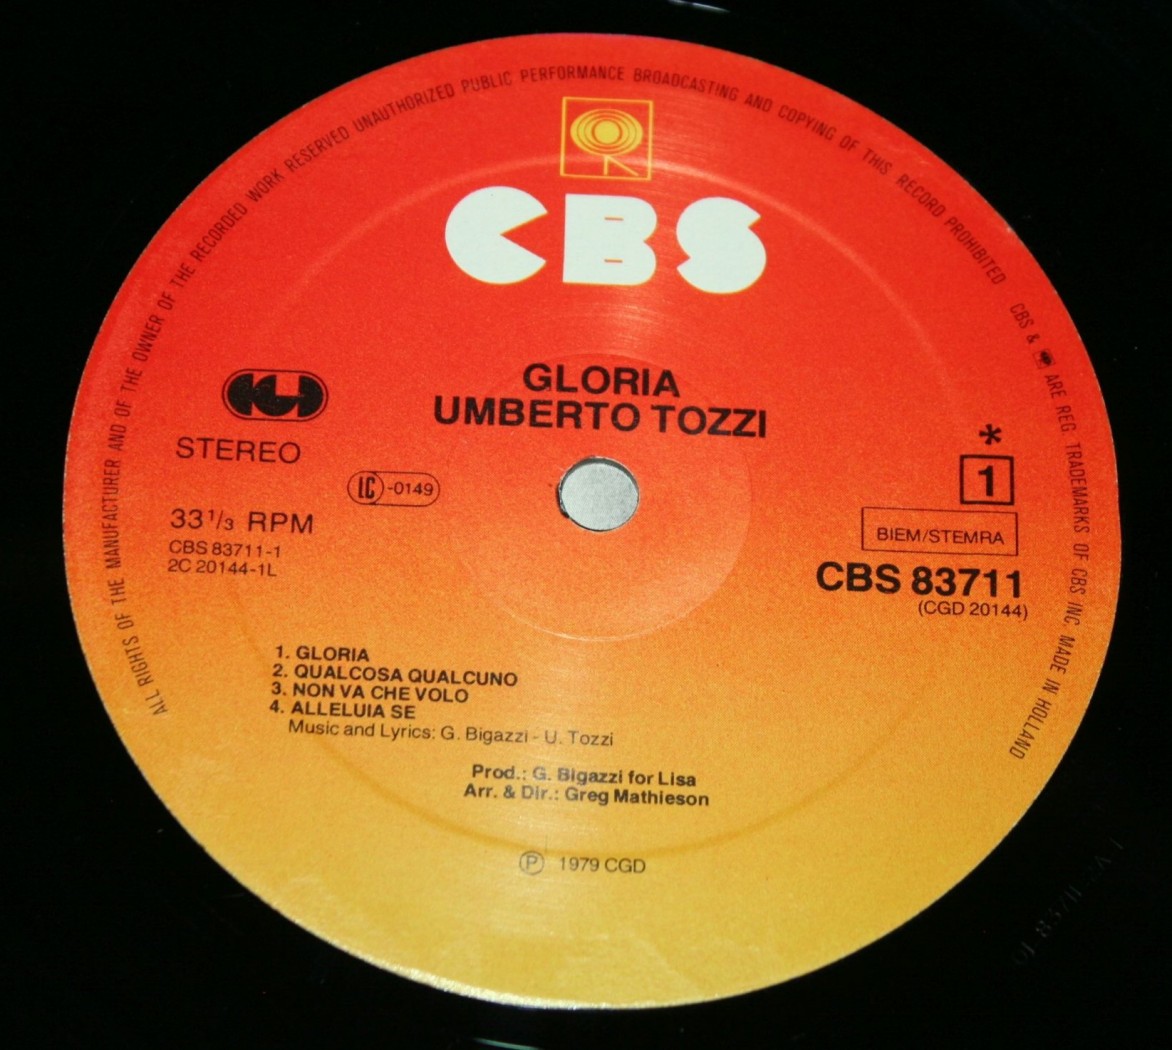 ALL RIGHTS OF THE MANUFACTURER AND OF THE OWNER OF THE RECORDED WORK RESERVED UNAUTHORIZED PUBLIC PERFORMANCE BROADCASTING AND COPYING OF THIS RECORD PROHIBITED CBS & ARE REG. TRADEMARKS OF CBS INC. MADE IN HOLLAND
CBS
GLORIA
UMBERTO TOZZI
STEREO
LC -0149
33 1/3 RPM
CBS 83711-1
2C 20144-1L
*
1
BIEM/STEMRA
CBS 83711
(CGD 20144)
1. GLORIA
2. QUALCOSA QUALCUNO
3. NON VA CHE VOLO
4. ALLELUIA SE
Music and Lyrics: G. Bigazzi - U. Tozzi
Prod.: G. Bigazzi for Lisa
Arr. & Dir.: Greg Mathieson
℗ 1979 CGD